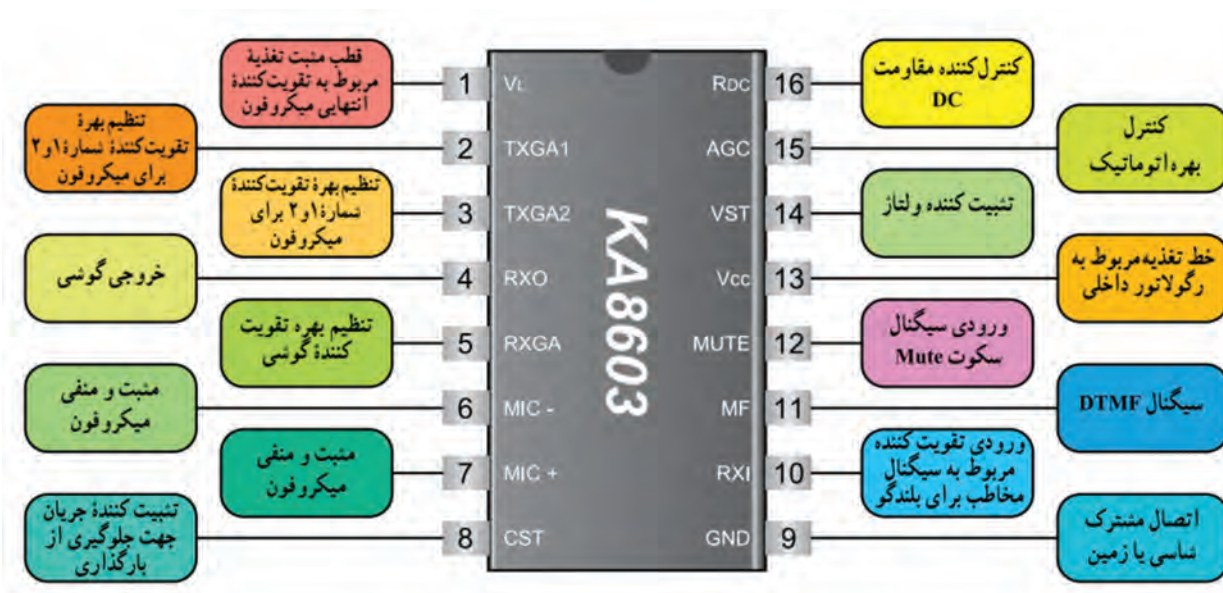 قطب مثبت تغذیهٔ
مربوط به تقویت‌کنندهٔ
انتهایی میکروفون
1
VL
تنظیم بهرهٔ
تقویت‌کنندهٔ شمارهٔ ۱و۲
برای میکروفون
2
TXGA1
تنظیم بهرهٔ تقویت‌کنندهٔ
شمارهٔ ۱و۲ برای
میکروفون
3
TXGA2
خروجی گوشی
4
RXO
تنظیم بهره تقویت
کنندهٔ گوشی
5
RXGA
مثبت و منفی
میکروفون
6
MIC -
مثبت و منفی
میکروفون
7
MIC +
تثبیت کنندهٔ جریان
جهت جلوگیری از
بارگذاری
8
CST
KA8603
RDC
16
کنترل‌کننده مقاومت
DC
AGC
15
کنترل
بهره اتوماتیک
VST
14
تثبیت کننده ولتاژ
Vcc
13
خط تغذیه مربوط به
رگولاتور داخلی
MUTE
12
ورودی سیگنال
سکوت Mute
MF
11
سیگنال DTMF
RXI
10
ورودی تقویت‌کننده
مربوط به سیگنال
مخاطب برای بلندگو
GND
9
اتصال مشترک
شاسی یا زمین